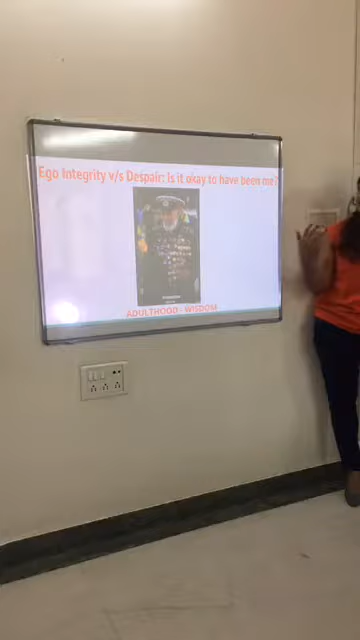 Ego Integrity v/s Despair: Is it okay to have been me?
ADULTHOOD - WISDOM